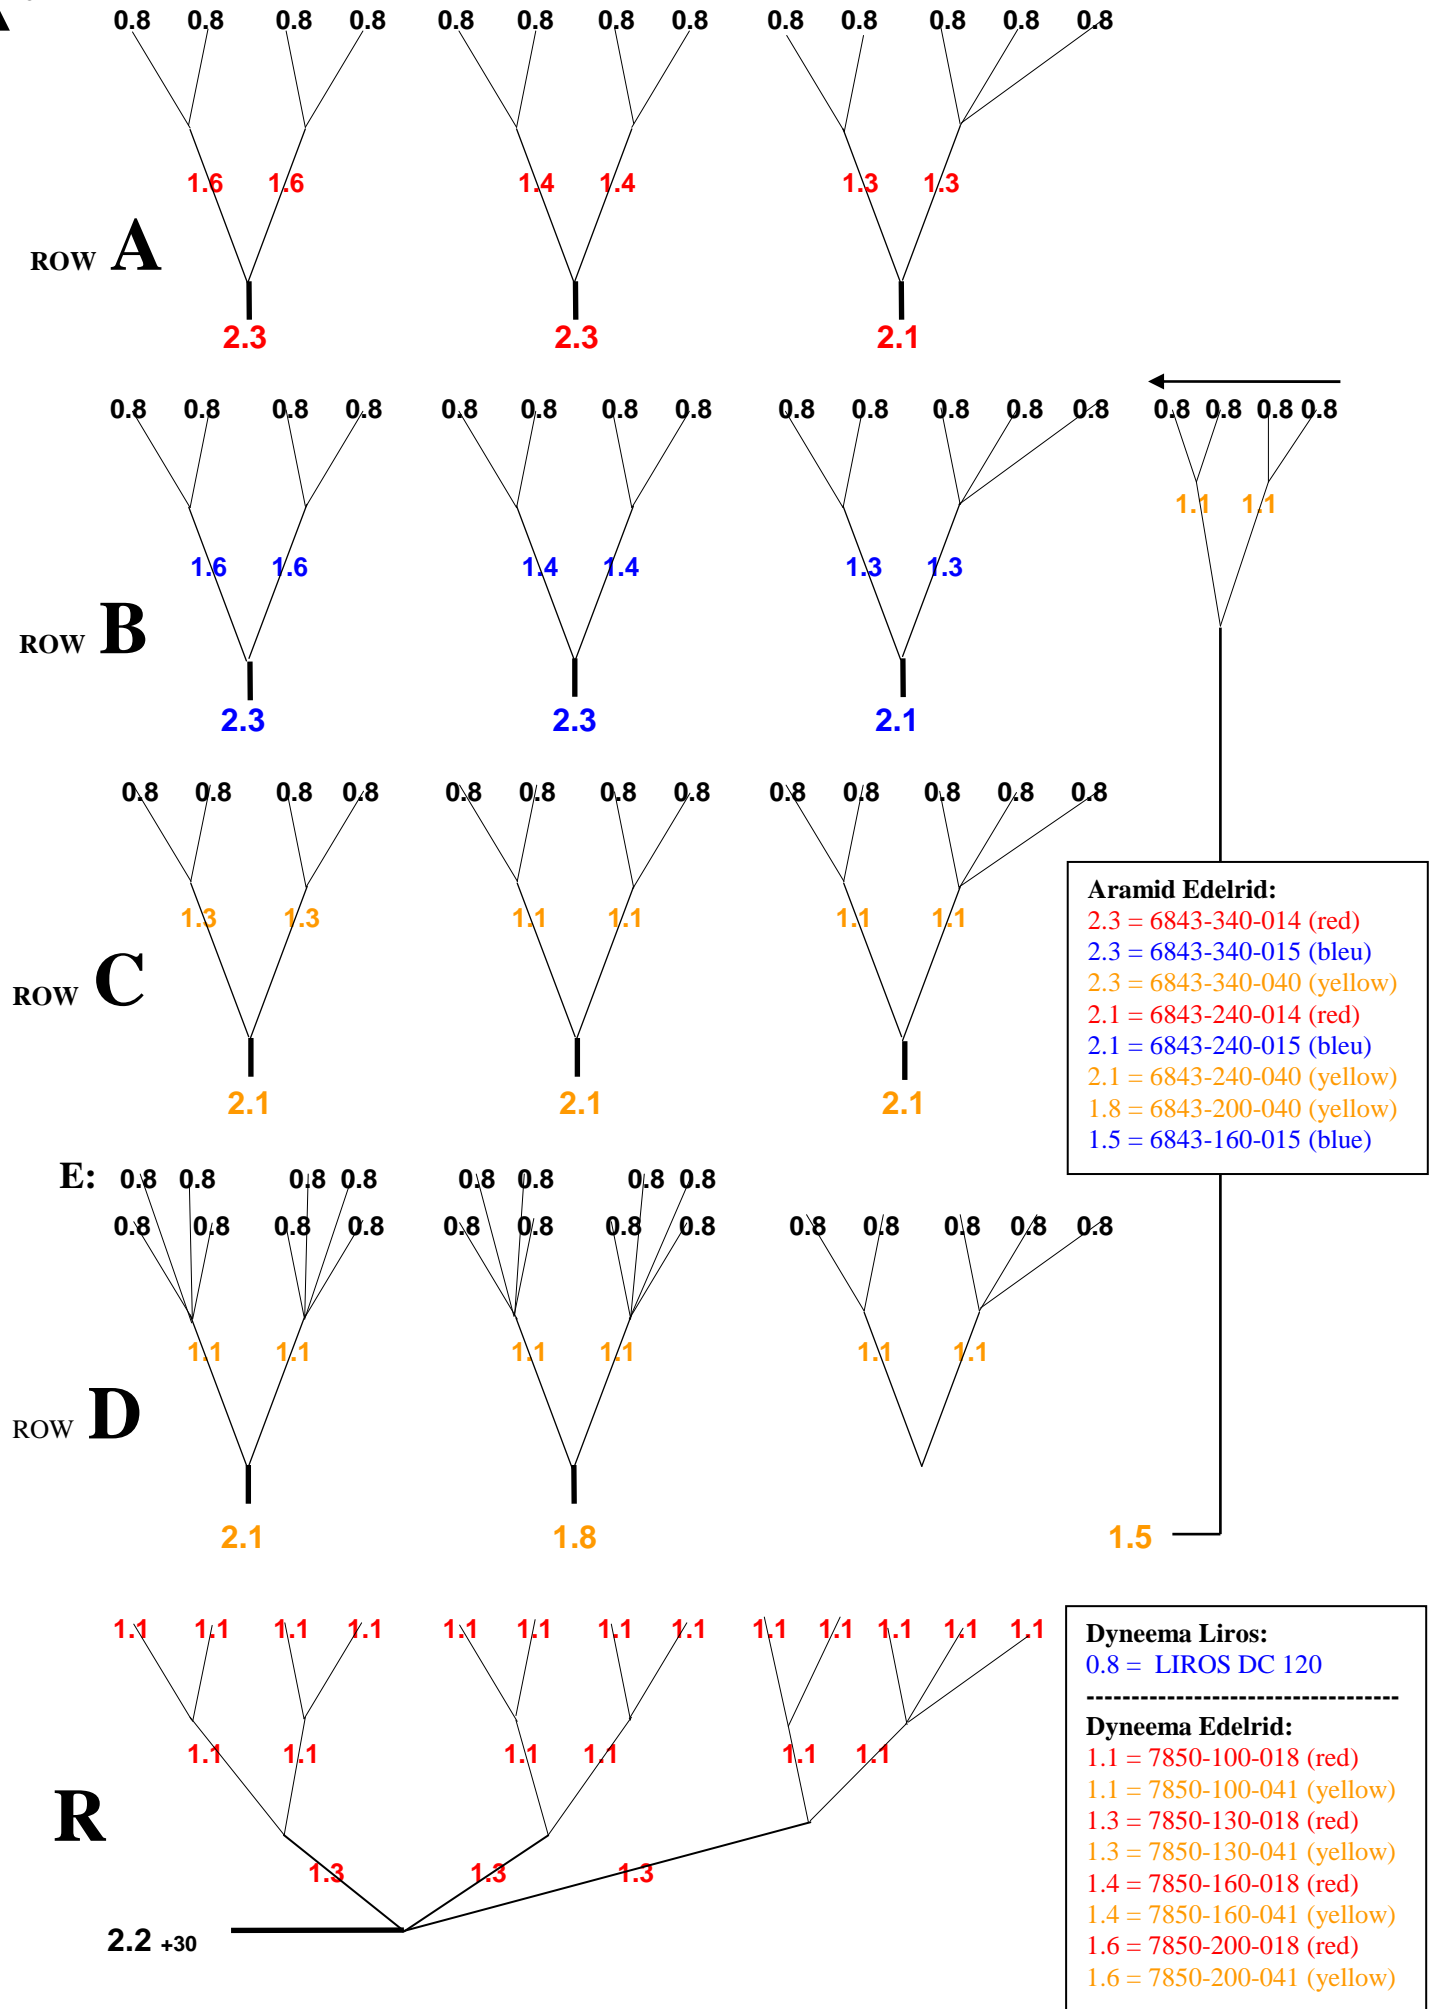 0.8 0.8 0.8 0.8 0.8 0.8 0.8 0.8 0.8 0.8 0.8 0.8 0.8
1.6 1.6 1.4 1.4 1.3 1.3
ROW A
2.3 2.3 2.1
0.8 0.8 0.8 0.8 0.8 0.8 0.8 0.8 0.8 0.8 0.8 0.8 0.8 0.8 0.8 0.8 0.8
1.1 1.1
1.6 1.6 1.4 1.4 1.3 1.3
ROW B
2.3 2.3 2.1
0.8 0.8 0.8 0.8 0.8 0.8 0.8 0.8 0.8 0.8 0.8 0.8 0.8
1.3 1.3 1.1 1.1 1.1 1.1
ROW C
2.1 2.1 2.1
Aramid Edelrid:
2.3 = 6843-340-014 (red)
2.3 = 6843-340-015 (bleu)
2.3 = 6843-340-040 (yellow)
2.1 = 6843-240-014 (red)
2.1 = 6843-240-015 (bleu)
2.1 = 6843-240-040 (yellow)
1.8 = 6843-200-040 (yellow)
1.5 = 6843-160-015 (blue)
E: 0.8 0.8 0.8 0.8 0.8 0.8 0.8 0.8
0.8 0.8 0.8 0.8 0.8 0.8 0.8 0.8 0.8 0.8 0.8 0.8 0.8
1.1 1.1 1.1 1.1 1.1 1.1
ROW D
2.1 1.8 1.5
1.1 1.1 1.1 1.1 1.1 1.1 1.1 1.1 1.1 1.1 1.1 1.1 1.1
1.1 1.1 1.1 1.1 1.1 1.1
R
1.3 1.3 1.3
2.2 +30
Dyneema Liros:
0.8 = LIROS DC 120
-----------------------------------
Dyneema Edelrid:
1.1 = 7850-100-018 (red)
1.1 = 7850-100-041 (yellow)
1.3 = 7850-130-018 (red)
1.3 = 7850-130-041 (yellow)
1.4 = 7850-160-018 (red)
1.4 = 7850-160-041 (yellow)
1.6 = 7850-200-018 (red)
1.6 = 7850-200-041 (yellow)